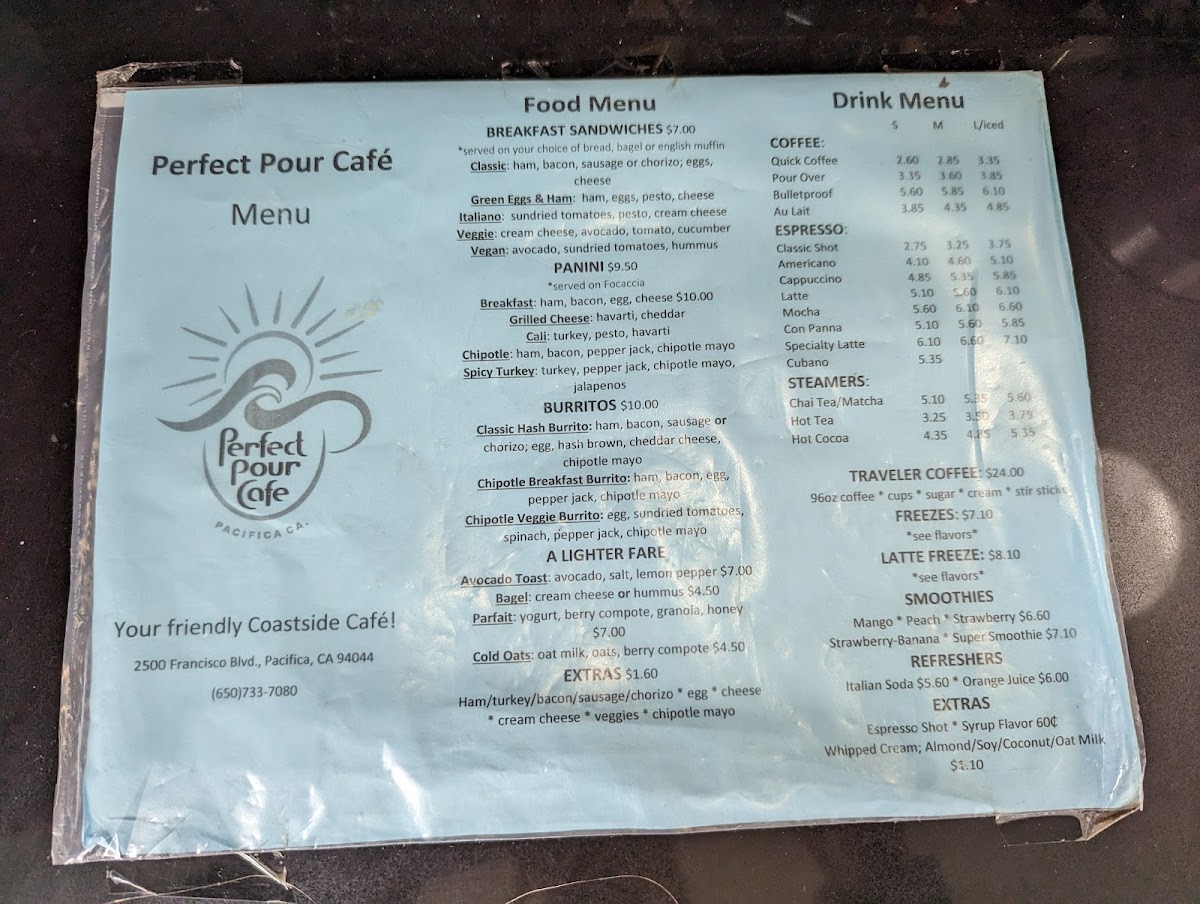 Perfect Pour Café
Menu
Perfect
Pour
Cafe
PACIFICA CA.
Your friendly Coastside Café!
2500 Francisco Blvd., Pacifica, CA 94044
(650)733-7080
Food Menu
BREAKFAST SANDWICHES $7.00
*served on your choice of bread, bagel or english muffin
Classic: ham, bacon, sausage or chorizo; eggs,
cheese
Green Eggs & Ham: ham, eggs, pesto, cheese
Italiano: sundried tomatoes, pesto, cream cheese
Veggie: cream cheese, avocado, tomato, cucumber
Vegan: avocado, sundried tomatoes, hummus
PANINI $9.50
*served on Focaccia
Breakfast: ham, bacon, egg, cheese $10.00
Grilled Cheese: havarti, cheddar
Cali: turkey, pesto, havarti
Chipotle: ham, bacon, pepper jack, chipotle mayo
Spicy Turkey: turkey, pepper jack, chipotle mayo,
jalapenos
BURRITOS $10.00
Classic Hash Burrito: ham, bacon, sausage or
chorizo; egg, hash brown, cheddar cheese,
chipotle mayo
Chipotle Breakfast Burrito: ham, bacon, egg,
pepper jack, chipotle mayo
Chipotle Veggie Burrito: egg, sundried tomatoes,
spinach, pepper jack, chipotle mayo
A LIGHTER FARE
Avocado Toast: avocado, salt, lemon pepper $7.00
Bagel: cream cheese or hummus $4.50
Parfait: yogurt, berry compote, granola, honey
$7.00
Cold Oats: oat milk, oats, berry compote $4.50
EXTRAS $1.60
Ham/turkey/bacon/sausage/chorizo * egg * cheese
* cream cheese * veggies * chipotle mayo
Drink Menu
S M L/iced
COFFEE:
Quick Coffee 2.60 2.85 3.35
Pour Over 3.35 3.60 3.85
Bulletproof 5.60 5.85 6.10
Au Lait 3.85 4.35 4.85
ESPRESSO:
Classic Shot 2.75 3.25 3.75
Americano 4.10 4.60 5.10
Cappuccino 4.85 5.35 5.85
Latte 5.10 5.60 6.10
Mocha 5.60 6.10 6.60
Con Panna 5.10 5.60 5.85
Specialty Latte 6.10 6.60 7.10
Cubano 5.35 -
STEAMERS:
Chai Tea/Matcha 5.10 5.35 5.60
Hot Tea 3.25 3.50 3.75
Hot Cocoa 4.35 4.85 5.35
TRAVELER COFFEE: $24.00
96oz coffee * cups * sugar * cream * stir sticks
FREEZES: $7.10
*see flavors*
LATTE FREEZE: $8.10
*see flavors*
SMOOTHIES
Mango * Peach * Strawberry $6.60
Strawberry-Banana * Super Smoothie $7.10
REFRESHERS
Italian Soda $5.60 * Orange Juice $6.00
EXTRAS
Espresso Shot * Syrup Flavor 60¢
Whipped Cream; Almond/Soy/Coconut/Oat Milk
$1.10